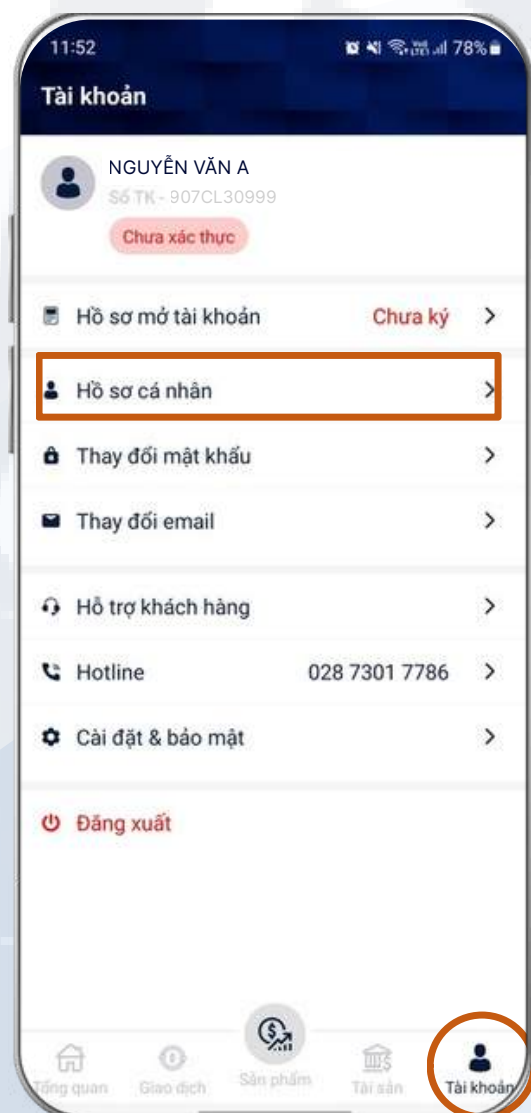 11:52 78%
Tài khoản
NGUYỄN VĂN A
Số TK - 907CL30999
Chưa xác thực
Hồ sơ mở tài khoản Chưa ký
Hồ sơ cá nhân
Thay đổi mật khẩu
Thay đổi email
Hỗ trợ khách hàng
Hotline 028 7301 7786
Cài đặt & bảo mật
Đăng xuất
Tổng quan Giao dịch Sản phẩm Tài sản Tài khoản